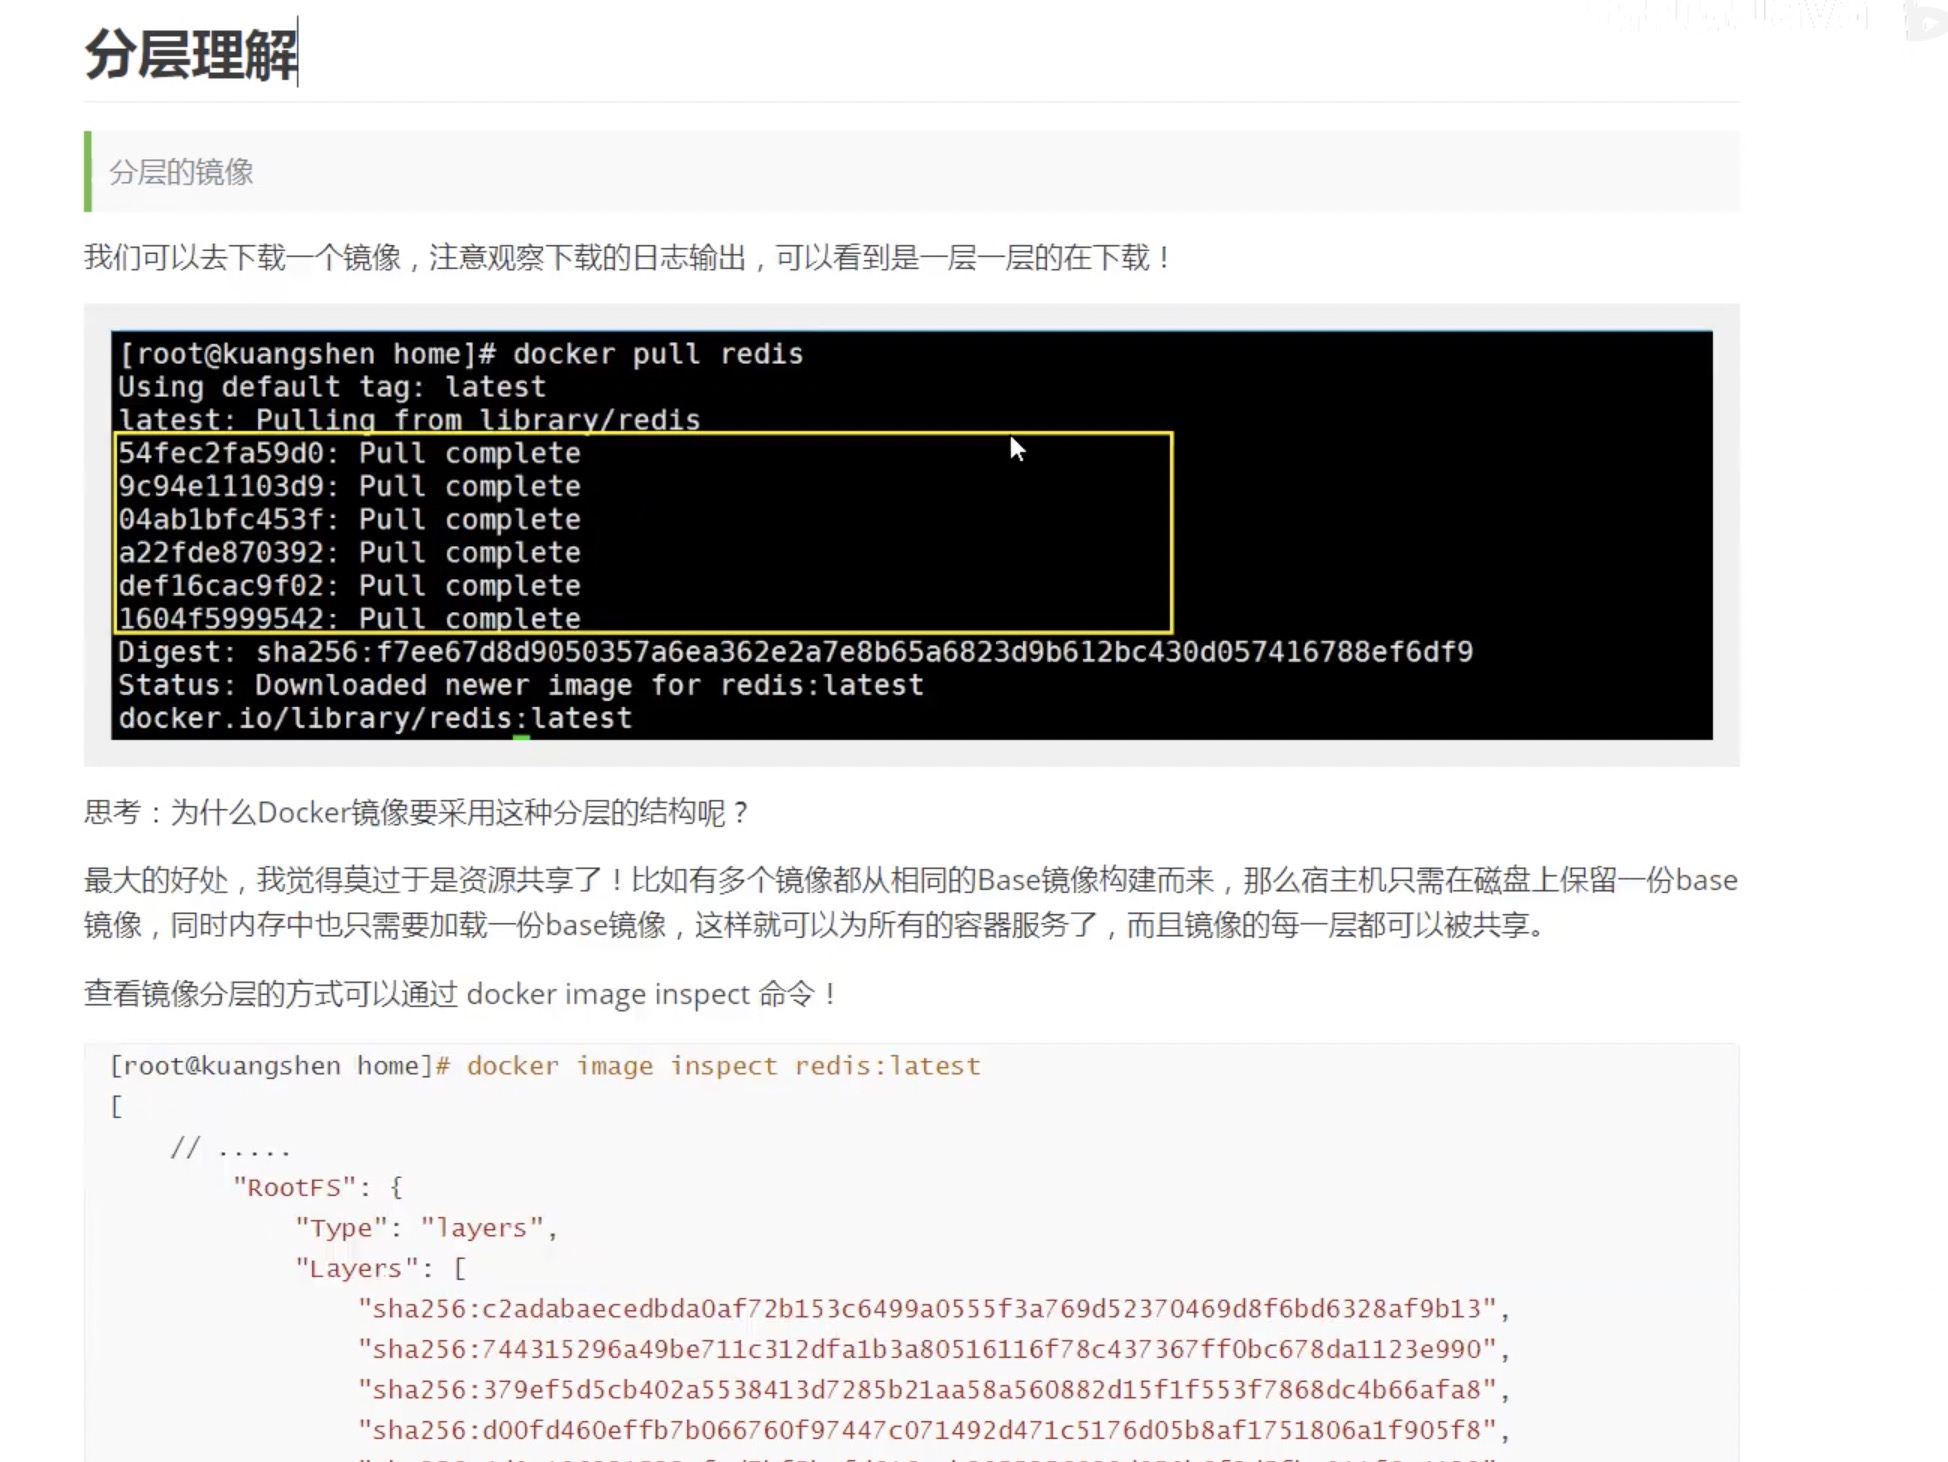 分层理解
分层的镜像
我们可以去下载一个镜像，注意观察下载的日志输出，可以看到是一层一层的在下载！
[root@kuangshen home]# docker pull redis
Using default tag: latest
latest: Pulling from library/redis
54fec2fa59d0: Pull complete
9c94e11103d9: Pull complete
04ab1bfc453f: Pull complete
a22fde870392: Pull complete
def16cac9f02: Pull complete
1604f5999542: Pull complete
Digest: sha256:f7ee67d8d9050357a6ea362e2a7e8b65a6823d9b612bc430d057416788ef6df9
Status: Downloaded newer image for redis:latest
docker.io/library/redis:latest
思考：为什么Docker镜像要采用这种分层的结构呢？
最大的好处，我觉得莫过于是资源共享了！比如有多个镜像都从相同的Base镜像构建而来，那么宿主机只需在磁盘上保留一份base
镜像，同时内存中也只需要加载一份base镜像，这样就可以为所有的容器服务了，而且镜像的每一层都可以被共享。
查看镜像分层的方式可以通过 docker image inspect 命令！
[root@kuangshen home]# docker image inspect redis:latest
[
// .....
"RootFS": {
"Type": "layers",
"Layers": [
"sha256:c2adabaecedbda0af72b153c6499a0555f3a769d52370469d8f6bd6328af9b13",
"sha256:744315296a49be711c312dfa1b3a80516116f78c437367ff0bc678da1123e990",
"sha256:379ef5d5cb402a5538413d7285b21aa58a560882d15f1f553f7868dc4b66afa8",
"sha256:d00fd460effb7b066760f97447c071492d471c5176d05b8af1751806a1f905f8",